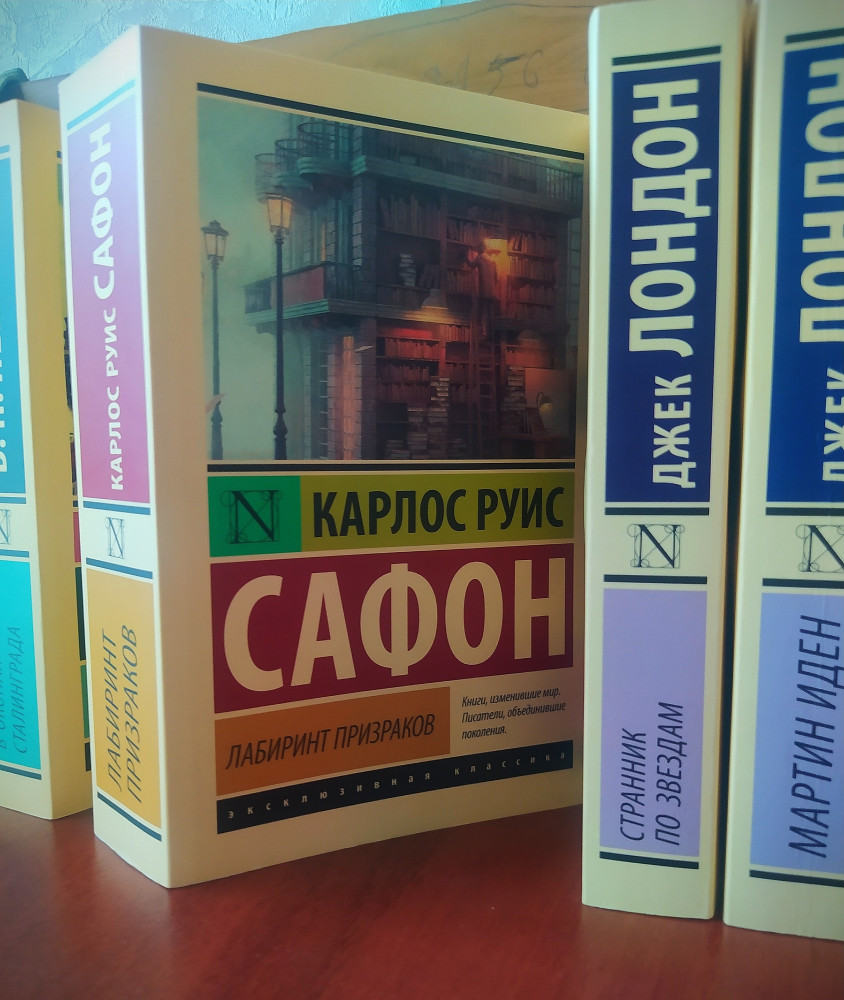 СТАЛИНГРАДА
КАРЛОС РУИС САФОН
N
ЛАБИРИНТ
ПРИЗРАКОВ
N
КАРЛОС РУИС
САФОН
ЛАБИРИНТ ПРИЗРАКОВ
Книги, изменившие мир.
Писатели, объединившие
поколения.
эксклюзивная классика
ДЖЕК ЛОНДОН
N
СТРАННИК
ПО ЗВЕЗДАМ
ДЖЕК ЛОНДОН
N
МАРТИН ИДЕН